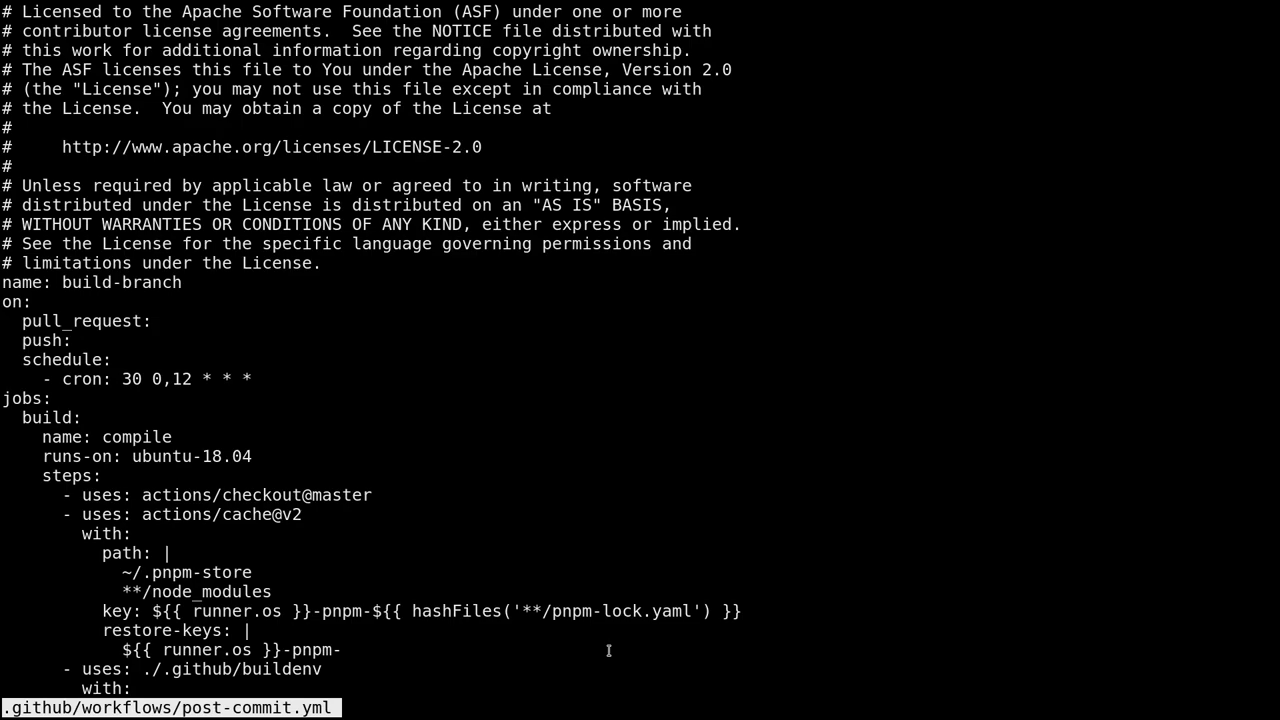 # Licensed to the Apache Software Foundation (ASF) under one or more
# contributor license agreements.  See the NOTICE file distributed with
# this work for additional information regarding copyright ownership.
# The ASF licenses this file to You under the Apache License, Version 2.0
# (the "License"); you may not use this file except in compliance with
# the License.  You may obtain a copy of the License at
#
#     http://www.apache.org/licenses/LICENSE-2.0
#
# Unless required by applicable law or agreed to in writing, software
# distributed under the License is distributed on an "AS IS" BASIS,
# WITHOUT WARRANTIES OR CONDITIONS OF ANY KIND, either express or implied.
# See the License for the specific language governing permissions and
# limitations under the License.
name: build-branch
on:
  pull_request:
  push:
  schedule:
    - cron: 30 0,12 * * *
jobs:
  build:
    name: compile
    runs-on: ubuntu-18.04
    steps:
      - uses: actions/checkout@master
      - uses: actions/cache@v2
        with:
          path: |
            ~/.pnpm-store
            **/node_modules
          key: ${{ runner.os }}-pnpm-${{ hashFiles('**/pnpm-lock.yaml') }}
          restore-keys: |
            ${{ runner.os }}-pnpm-
      - uses: ./.github/buildenv
        with:
.github/workflows/post-commit.yml